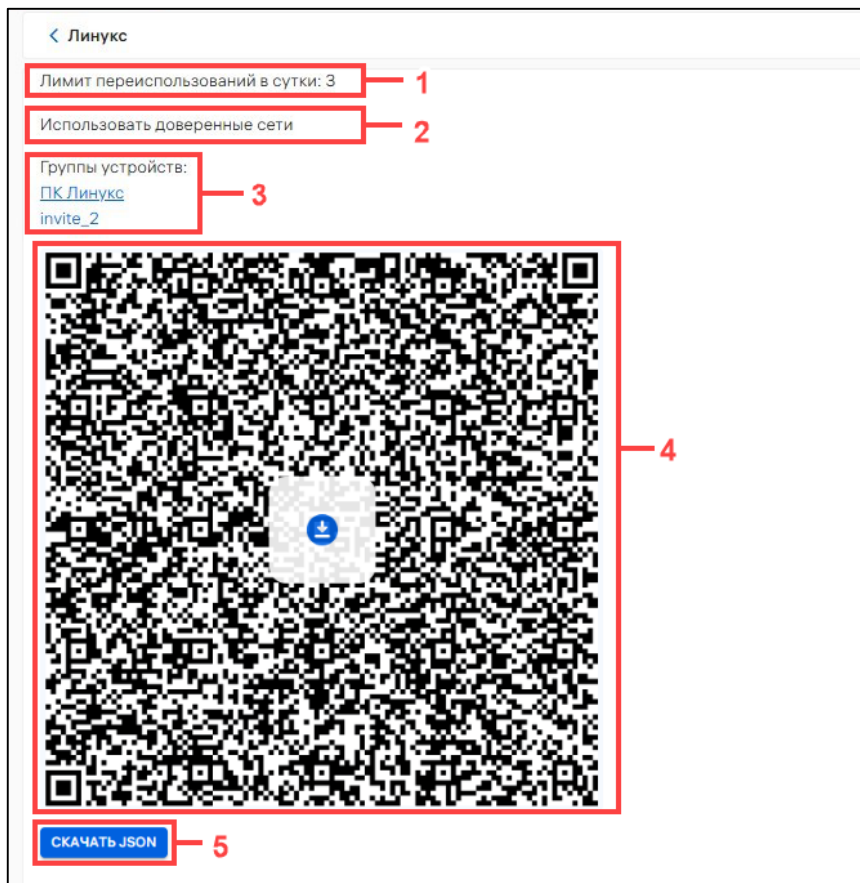 Линукс
Лимит переиспользований в сутки: 3
1
Использовать доверенные сети
2
Группы устройств:
ПК Линукс
3
invite_2
4
СКАЧАТЬ JSON
5